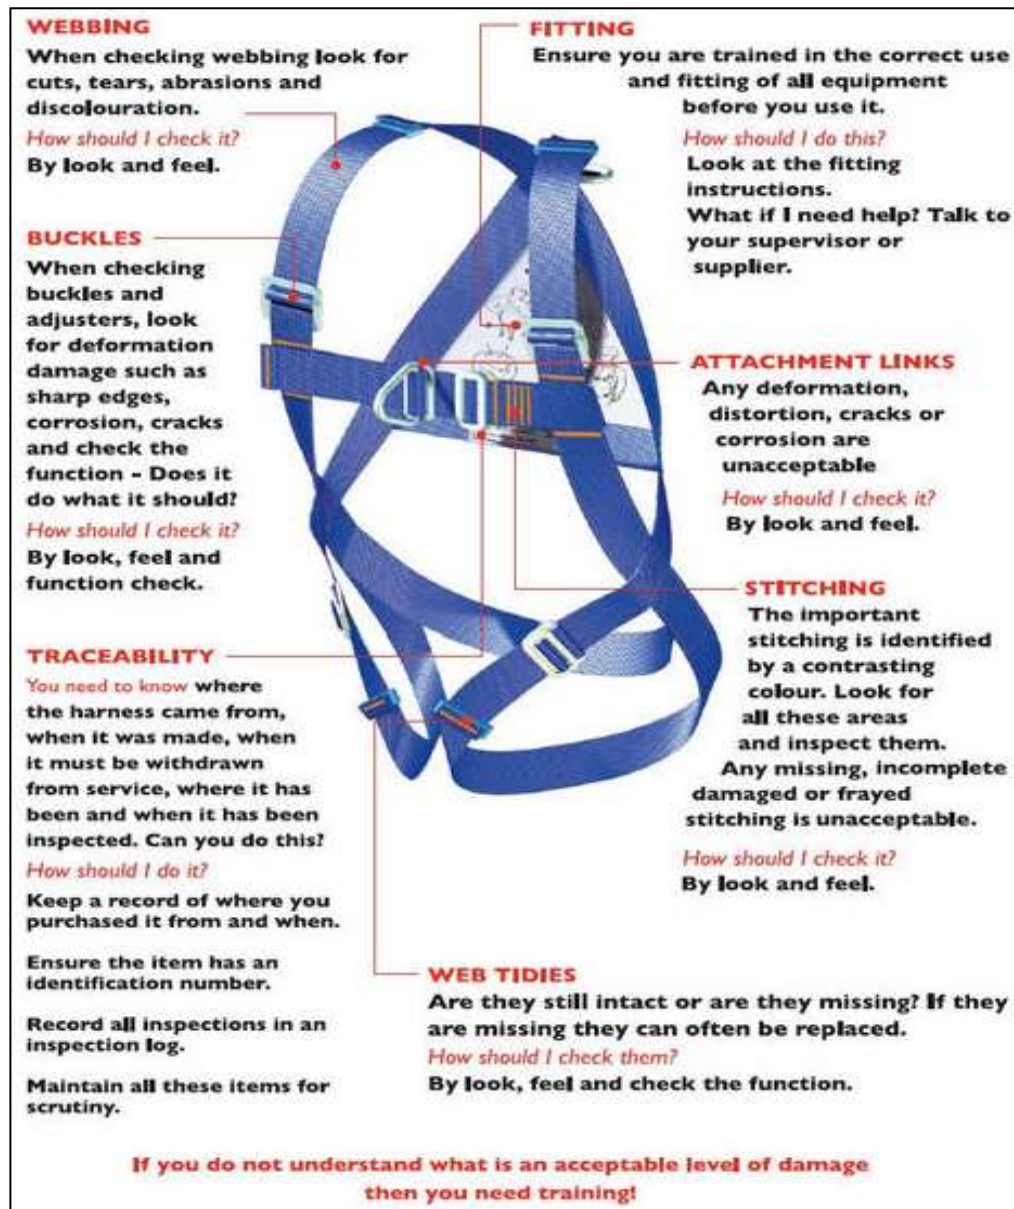 WEBBING
When checking webbing look for
cuts, tears, abrasions and
discolouration.
How should I check it?
By look and feel.
BUCKLES
When checking
buckles and
adjusters, look
for deformation
damage such as
sharp edges,
corrosion, cracks
and check the
function - Does it
do what it should?
How should I check it?
By look, feel and
function check.
TRACEABILITY
You need to know where
the harness came from,
when it was made, when
it must be withdrawn
from service, where it has
been and when it has been
inspected. Can you do this?
How should I do it?
Keep a record of where you
purchased it from and when.
Ensure the item has an
identification number.
Record all inspections in an
inspection log.
Maintain all these items for
scrutiny.
FITTING
Ensure you are trained in the correct use
and fitting of all equipment
before you use it.
How should I do this?
Look at the fitting
instructions.
What if I need help? Talk to
your supervisor or
supplier.
ATTACHMENT LINKS
Any deformation,
distortion, cracks or
corrosion are
unacceptable
How should I check it?
By look and feel.
STITCHING
The important
stitching is identified
by a contrasting
colour. Look for
all these areas
and inspect them.
Any missing, incomplete
damaged or frayed
stitching is unacceptable.
How should I check it?
By look and feel.
WEB TIDIES
Are they still intact or are they missing? If they
are missing they can often be replaced.
How should I check them?
By look, feel and check the function.
If you do not understand what is an acceptable level of damage
then you need training!